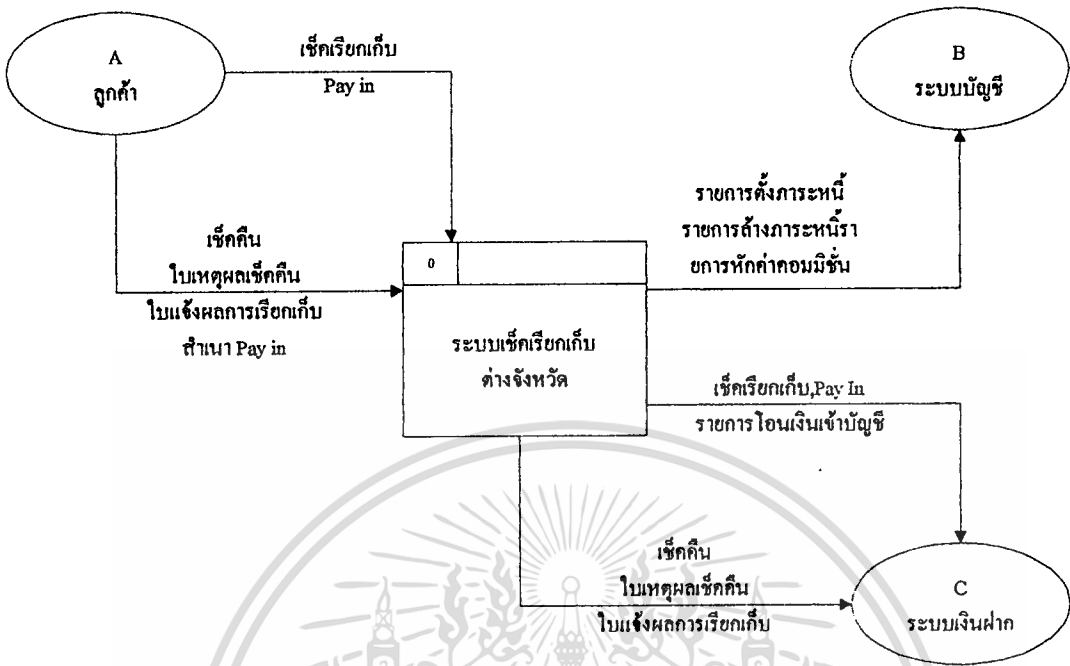 A
ลูกค้า
เช็คเรียกเก็บ
Pay in
B
ระบบบัญชี
รายการตั้งภาระหนี้
รายการล้างภาระหนี้รา
ยการหักค่าคอมมิชั่น
เช็คคืน
ใบเหตุผลเช็คคืน
ใบแจ้งผลการเรียกเก็บ
สำเนา Pay in
0
ระบบเช็คเรียกเก็บ
ต่างจังหวัด
เช็คเรียกเก็บ,Pay In
รายการโอนเงินเข้าบัญชี
เช็คคืน
ใบเหตุผลเช็คคืน
ใบแจ้งผลการเรียกเก็บ
C
ระบบเงินฝาก